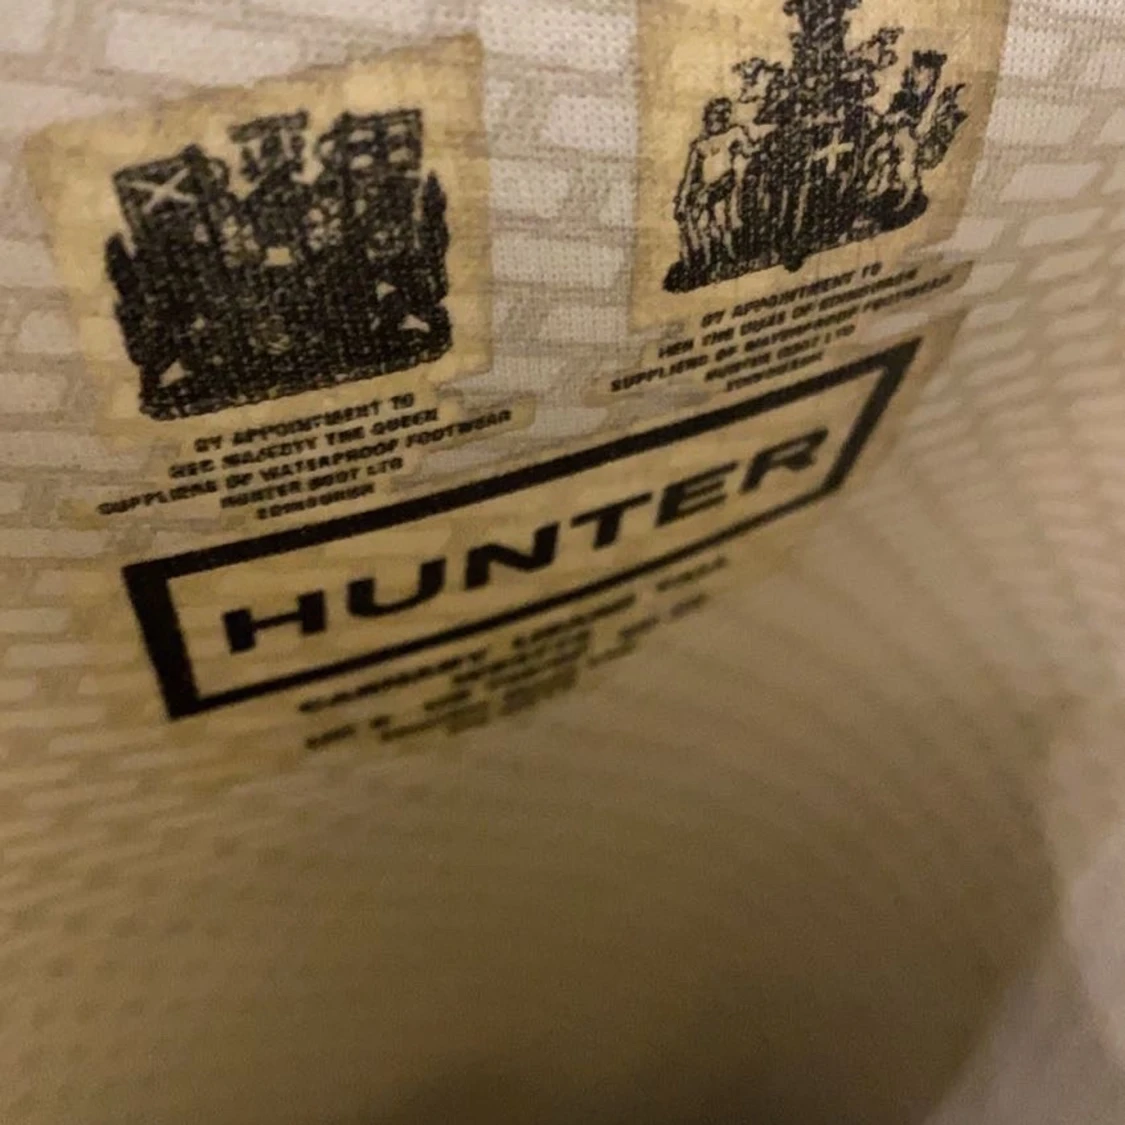 BY APPOINTMENT TO
HER MAJESTY THE QUEEN
SUPPLIERS OF WATERPROOF FOOTWEAR
HUNTER BOOT LTD
EDINBURGH
BY APPOINTMENT TO
HRH THE DUKE OF EDINBURGH
SUPPLIERS OF WATERPROOF FOOTWEAR
HUNTER BOOT LTD
EDINBURGH
HUNTER
TALL